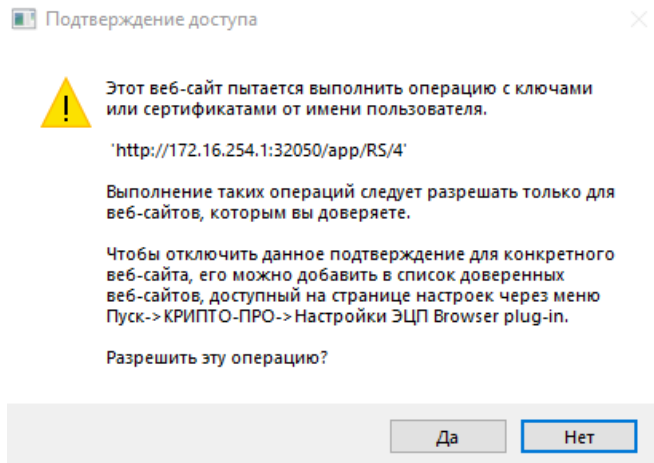 Подтверждение доступа
Этот веб-сайт пытается выполнить операцию с ключами
или сертификатами от имени пользователя.
'http://172.16.254.1:32050/app/RS/4'
Выполнение таких операций следует разрешать только для
веб-сайтов, которым вы доверяете.
Чтобы отключить данное подтверждение для конкретного
веб-сайта, его можно добавить в список доверенных
веб-сайтов, доступный на странице настроек через меню
Пуск->КРИПТО-ПРО->Настройки ЭЦП Browser plug-in.
Разрешить эту операцию?
Да
Нет